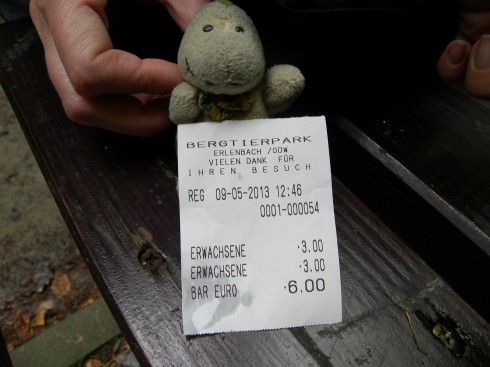 BERGTIERPARK
ERLENBACH /ODW
VIELEN DANK FÜR
IHREN BESUCH
REG 09-05-2013 12:46
0001-000054
ERWACHSENE ·3.00
ERWACHSENE ·3.00
BAR EURO ·6.00